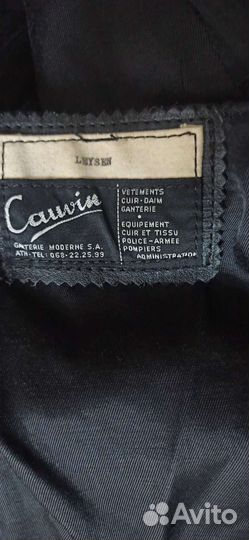 LEYSEN
Cauvin
GANTERIE MODERNE S.A.
ATH-TEL: 068-22.25.99
VETEMENTS
CUIR-DAIM
GANTERIE
•
EQUIPEMENT
CUIR ET TISSU
POLICE-ARMEE
POMPIERS
ADMINISTRATION
Avito